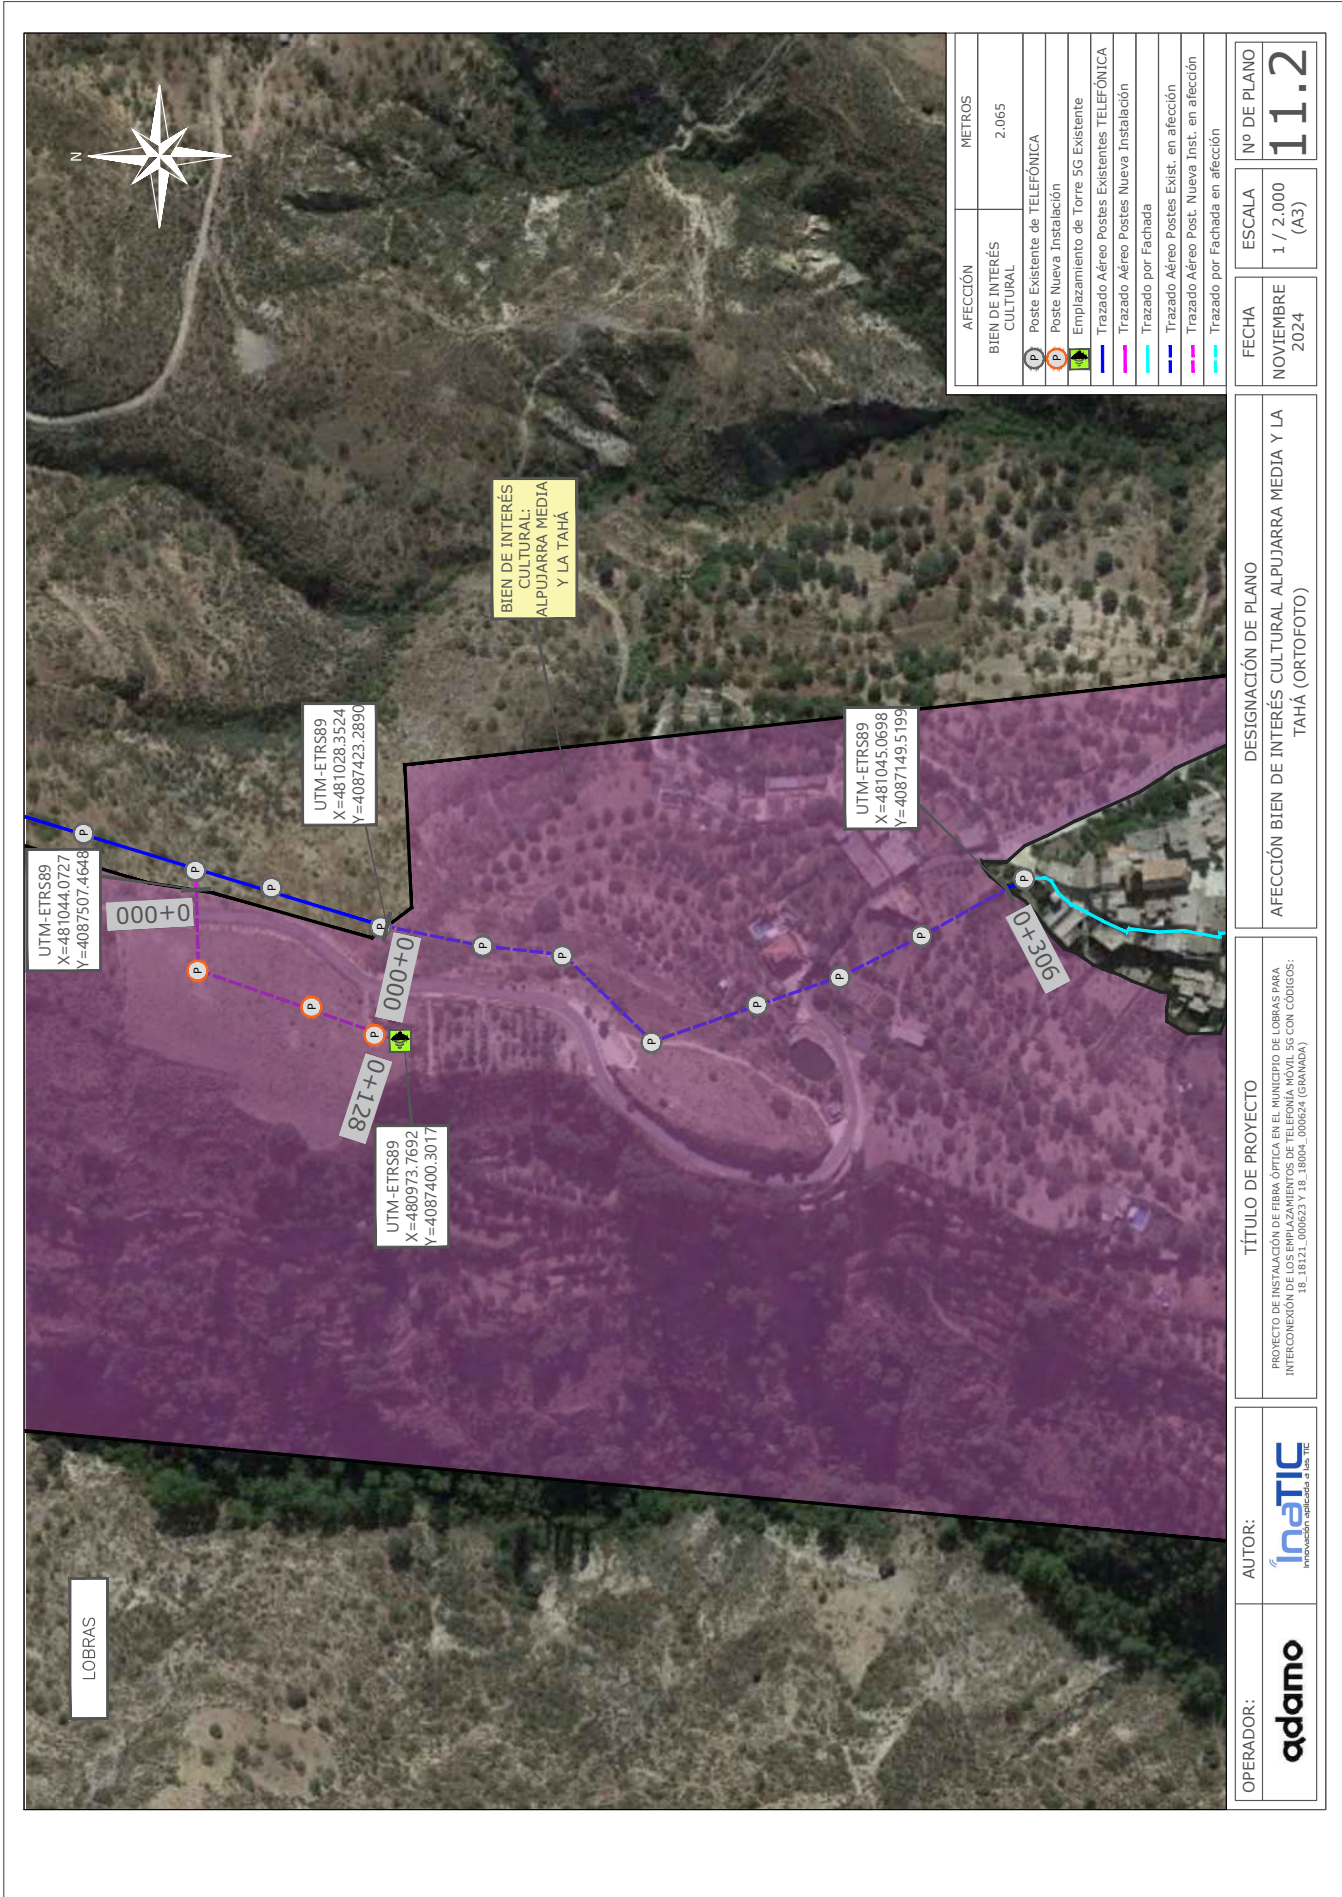 LOBRAS
N
UTM-ETRS89
X=481044.0727
Y=4087507.4648
0+000
UTM-ETRS89
X=481028.3524
Y=4087423.2890
0+000
0+128
UTM-ETRS89
X=480973.7692
Y=4087400.3017
BIEN DE INTERÉS
CULTURAL:
ALPUJARRA MEDIA
Y LA TAHÁ
UTM-ETRS89
X=481045.0698
Y=4087149.5199
0+306
P
P
P
P
P
P
P
P
P
P
P
P
P
P
AFECCIÓN
METROS
BIEN DE INTERÉS
CULTURAL
2.065
P Poste Existente de TELEFÓNICA
P Poste Nueva Instalación
Emplazamiento de Torre 5G Existente
Trazado Aéreo Postes Existentes TELEFÓNICA
Trazado Aéreo Postes Nueva Instalación
Trazado por Fachada
Trazado Aéreo Postes Exist. en afección
Trazado Aéreo Post. Nueva Inst. en afección
Trazado por Fachada en afección
OPERADOR:
adamo
AUTOR:
inaTIC
Innovación aplicada a las TIC
TÍTULO DE PROYECTO
PROYECTO DE INSTALACIÓN DE FIBRA ÓPTICA EN EL MUNICIPIO DE LOBRAS PARA
INTERCONEXIÓN DE LOS EMPLAZAMIENTOS DE TELEFONÍA MÓVIL 5G CON CÓDIGOS:
18_18121_000623 Y 18_18004_000624 (GRANADA)
DESIGNACIÓN DE PLANO
AFECCIÓN BIEN DE INTERÉS CULTURAL ALPUJARRA MEDIA Y LA
TAHÁ (ORTOFOTO)
FECHA
NOVIEMBRE
2024
ESCALA
1 / 2.000
(A3)
Nº DE PLANO
11.2